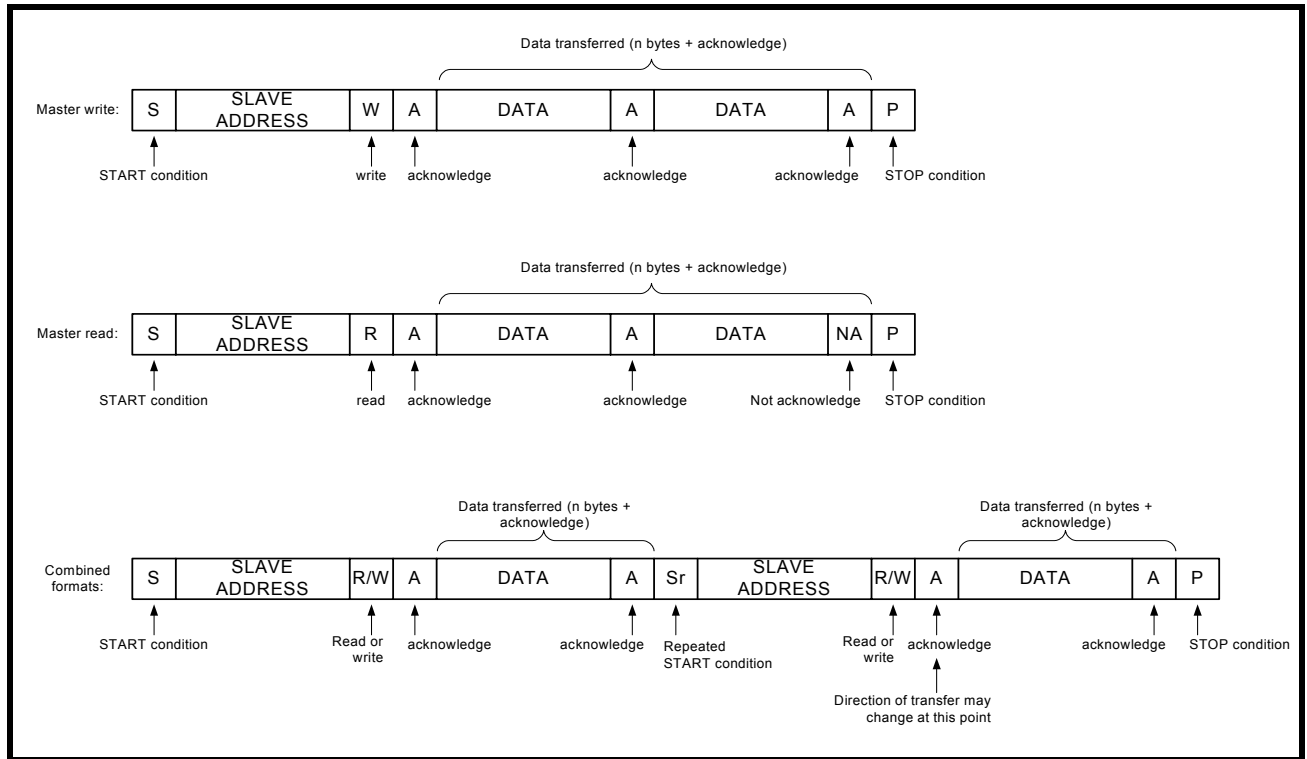 Data transferred (n bytes + acknowledge)
Master write:
S
SLAVE
ADDRESS
W
A
DATA
A
DATA
A
P
START condition
write
acknowledge
acknowledge
acknowledge
STOP condition
Data transferred (n bytes + acknowledge)
Master read:
S
SLAVE
ADDRESS
R
A
DATA
A
DATA
NA
P
START condition
read
acknowledge
acknowledge
Not acknowledge
STOP condition
Data transferred (n bytes +
acknowledge)
Data transferred (n bytes +
acknowledge)
Combined
formats:
S
SLAVE
ADDRESS
R/W
A
DATA
A
Sr
SLAVE
ADDRESS
R/W
A
DATA
A
P
START condition
Read or
write
acknowledge
acknowledge
Repeated
START condition
Read or
write
acknowledge
acknowledge
STOP condition
Direction of transfer may
change at this point